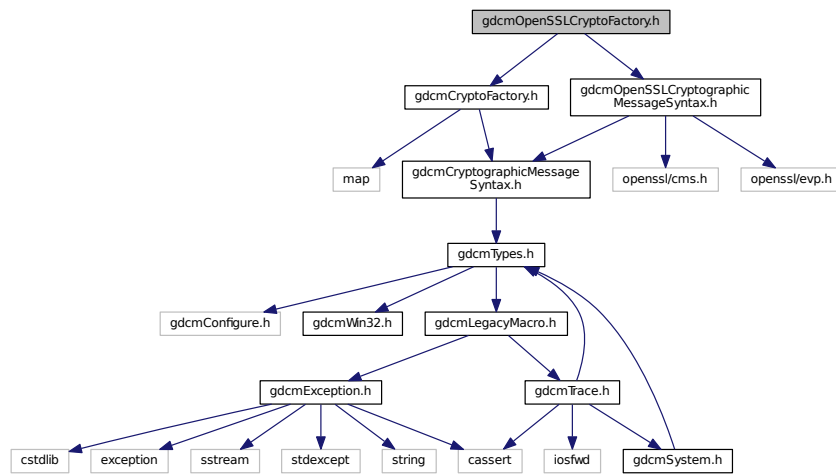 gdcmOpenSSLCryptoFactory.h
gdcmCryptoFactory.h
gdcmOpenSSLCryptographic
MessageSyntax.h
map
gdcmCryptographicMessage
Syntax.h
openssl/cms.h
openssl/evp.h
gdcmTypes.h
gdcmConfigure.h
gdcmWin32.h
gdcmLegacyMacro.h
gdcmException.h
gdcmTrace.h
cstdlib
exception
sstream
stdexcept
string
cassert
iosfwd
gdcmSystem.h